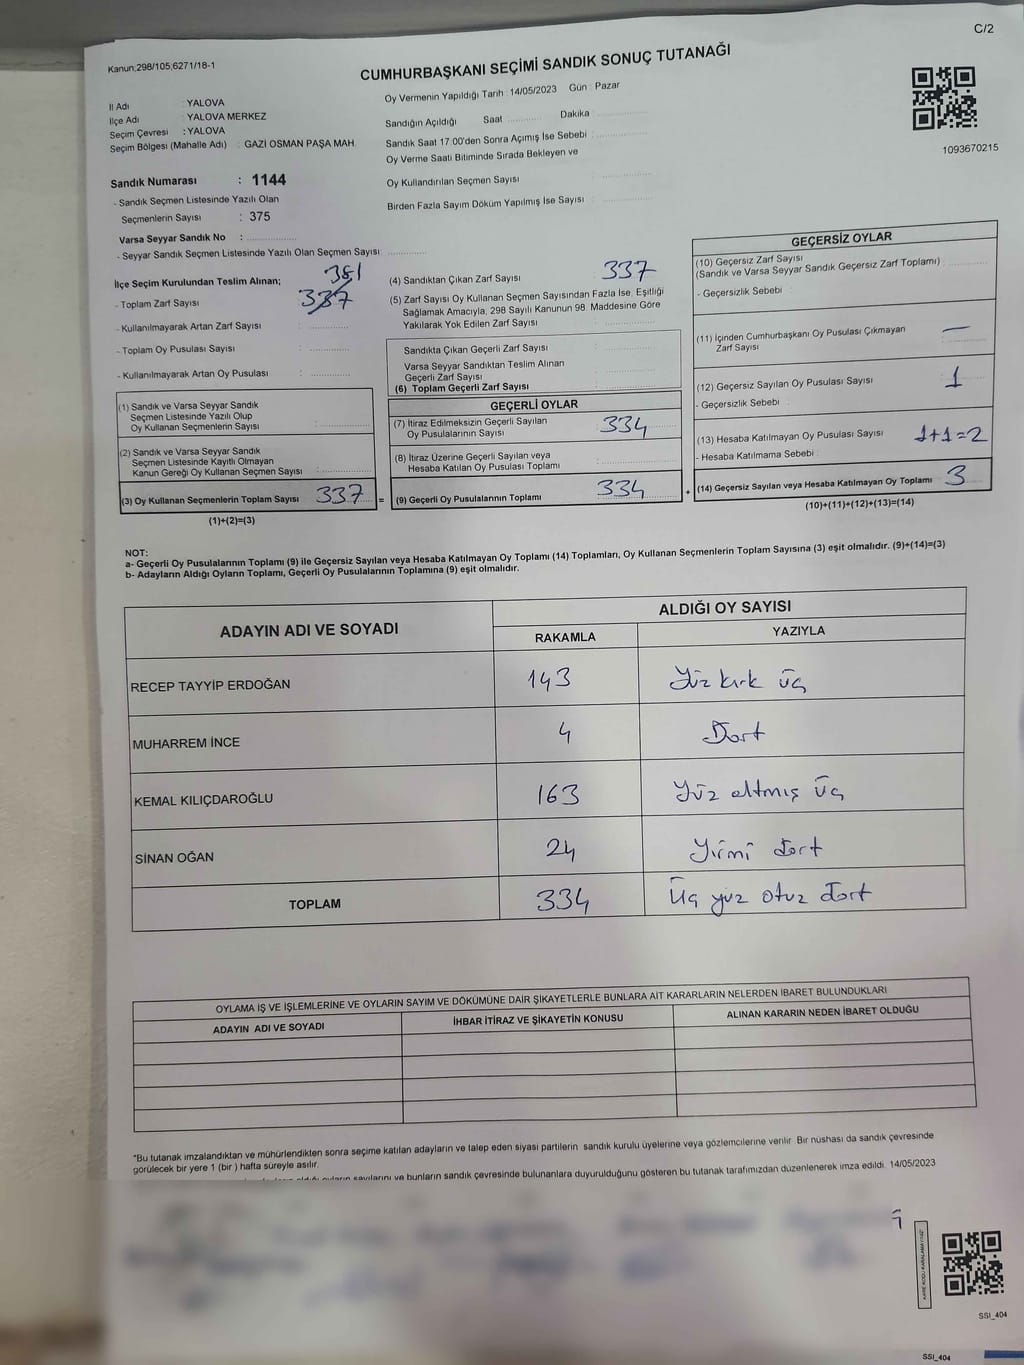 C/2
Kanun;298/105;6271/18-1
CUMHURBAŞKANI SEÇİMİ SANDIK SONUÇ TUTANAĞI
1093670215
İl Adı : YALOVA
İlçe Adı : YALOVA MERKEZ
Seçim Çevresi : YALOVA
Seçim Bölgesi (Mahalle Adı) : GAZİ OSMAN PAŞA MAH.
Sandık Numarası : 1144
- Sandık Seçmen Listesinde Yazılı Olan
Seçmenlerin Sayısı : 375
Varsa Seyyar Sandık No :
- Seyyar Sandık Seçmen Listesinde Yazılı Olan Seçmen Sayısı:
Oy Vermenin Yapıldığı Tarih : 14/05/2023 Gün : Pazar
Sandığın Açıldığı Saat Dakika
Sandık Saat 17:00'den Sonra Açımış İse Sebebi :
Oy Verme Saati Bitiminde Sırada Bekleyen ve
Oy Kullandırılan Seçmen Sayısı
Birden Fazla Sayım Döküm Yapılmış İse Sayısı :
İlçe Seçim Kurulundan Teslim Alınan;
381
- Toplam Zarf Sayısı 337
- Kullanılmayarak Artan Zarf Sayısı :
- Toplam Oy Pusulası Sayısı :
- Kullanılmayarak Artan Oy Pusulası :
(1) Sandık ve Varsa Seyyar Sandık
Seçmen Listesinde Yazılı Olup
Oy Kullanan Seçmenlerin Sayısı :
(2) Sandık ve Varsa Seyyar Sandık
Seçmen Listesinde Kayıtlı Olmayan
Kanun Gereği Oy Kullanan Seçmen Sayısı :
(3) Oy Kullanan Seçmenlerin Toplam Sayısı : 337 =
(1)+(2)=(3)
(4) Sandıktan Çıkan Zarf Sayısı : 337
(5) Zarf Sayısı Oy Kullanan Seçmen Sayısından Fazla İse, Eşitliği
Sağlamak Amacıyla, 298 Sayılı Kanunun 98. Maddesine Göre
Yakılarak Yok Edilen Zarf Sayısı :
Sandıkta Çıkan Geçerli Zarf Sayısı :
Varsa Seyyar Sandıktan Teslim Alınan
Geçerli Zarf Sayısı :
(6) Toplam Geçerli Zarf Sayısı :
GEÇERLİ OYLAR
(7) İtiraz Edilmeksizin Geçerli Sayılan
Oy Pusulalarının Sayısı : 334
(8) İtiraz Üzerine Geçerli Sayılan veya
Hesaba Katılan Oy Pusulası Toplamı :
(9) Geçerli Oy Pusulalarının Toplamı : 334 +
GEÇERSİZ OYLAR
(10) Geçersiz Zarf Sayısı
(Sandık ve Varsa Seyyar Sandık Geçersiz Zarf Toplamı) :
- Geçersizlik Sebebi :
(11) İçinden Cumhurbaşkanı Oy Pusulası Çıkmayan —
Zarf Sayısı
(12) Geçersiz Sayılan Oy Pusulası Sayısı : 1
- Geçersizlik Sebebi :
(13) Hesaba Katılmayan Oy Pusulası Sayısı : 1+1=2
- Hesaba Katılmama Sebebi :
(14) Geçersiz Sayılan veya Hesaba Katılmayan Oy Toplamı : 3
(10)+(11)+(12)+(13)=(14)
NOT:
a- Geçerli Oy Pusulalarının Toplamı (9) ile Geçersiz Sayılan veya Hesaba Katılmayan Oy Toplamı (14) Toplamları, Oy Kullanan Seçmenlerin Toplam Sayısına (3) eşit olmalıdır. (9)+(14)=(3)
b- Adayların Aldığı Oyların Toplamı, Geçerli Oy Pusulalarının Toplamına (9) eşit olmalıdır.
ADAYIN ADI VE SOYADI ALDIĞI OY SAYISI
RAKAMLA YAZIYLA
RECEP TAYYİP ERDOĞAN 143 Yüz kırk üç
MUHARREM İNCE 4 Dört
KEMAL KILIÇDAROĞLU 163 Yüz altmış üç
SİNAN OĞAN 24 Yirmi dört
TOPLAM 334 Üç yüz otuz dört
OYLAMA İŞ VE İŞLEMLERİNE VE OYLARIN SAYIM VE DÖKÜMÜNE DAİR ŞİKAYETLERLE BUNLARA AİT KARARLARIN NELERDEN İBARET BULUNDUKLARI
ADAYIN ADI VE SOYADI İHBAR İTİRAZ VE ŞİKAYETİN KONUSU ALINAN KARARIN NEDEN İBARET OLDUĞU
*Bu tutanak imzalandıktan ve mühürlendikten sonra seçime katılan adayların ve talep eden siyasi partilerin sandık kurulu üyelerine veya gözlemcilerine verilir. Bir nüshası da sandık çevresinde
görülecek bir yere 1 (bir ) hafta süreyle asılır.
sayılarını ve bunların sandık çevresinde bulunanlara duyurulduğunu gösteren bu tutanak tarafımızdan düzenlenerek imza edildi. 14/05/2023
SSİ_404
SSİ_404